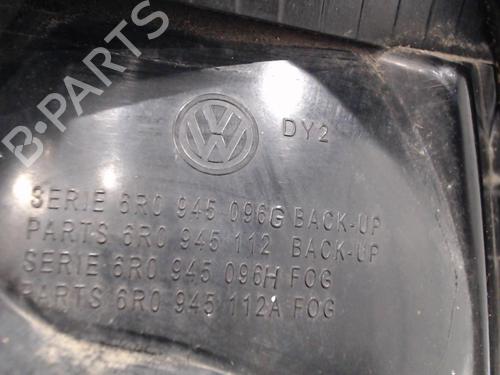 B-PARTS
DY2
SERIE 6R0 945 096G BACK-UP
PARTS 6R0 945 112 BACK-UP
SERIE 6R0 945 096H FOG
PARTS 6R0 945 112A FOG